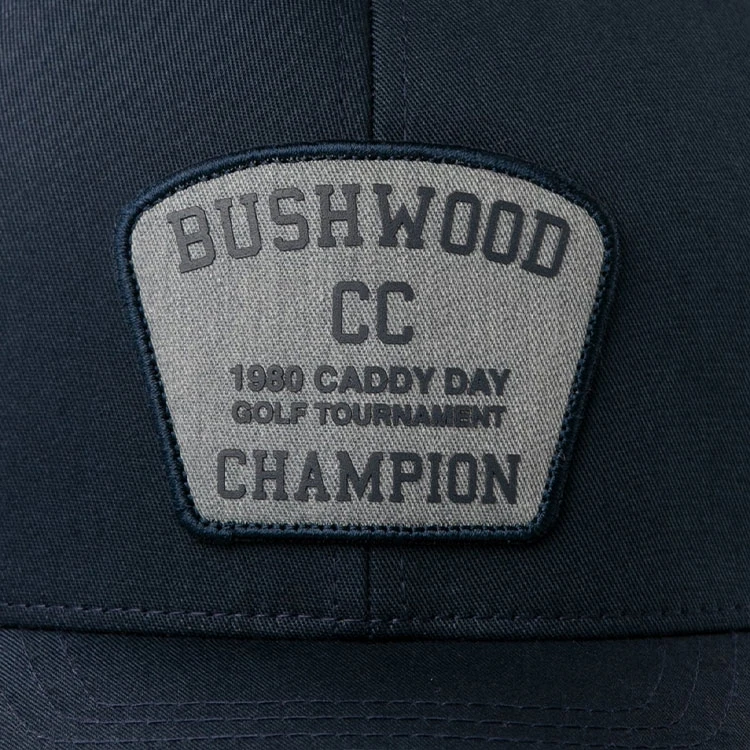 BUSHWOOD
CC
1980 CADDY DAY
GOLF TOURNAMENT
CHAMPION